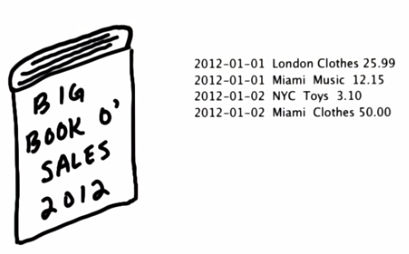 BIG
BOOK O'
SALES
2012
2012-01-01 London Clothes 25.99
2012-01-01 Miami Music 12.15
2012-01-02 NYC Toys 3.10
2012-01-02 Miami Clothes 50.00